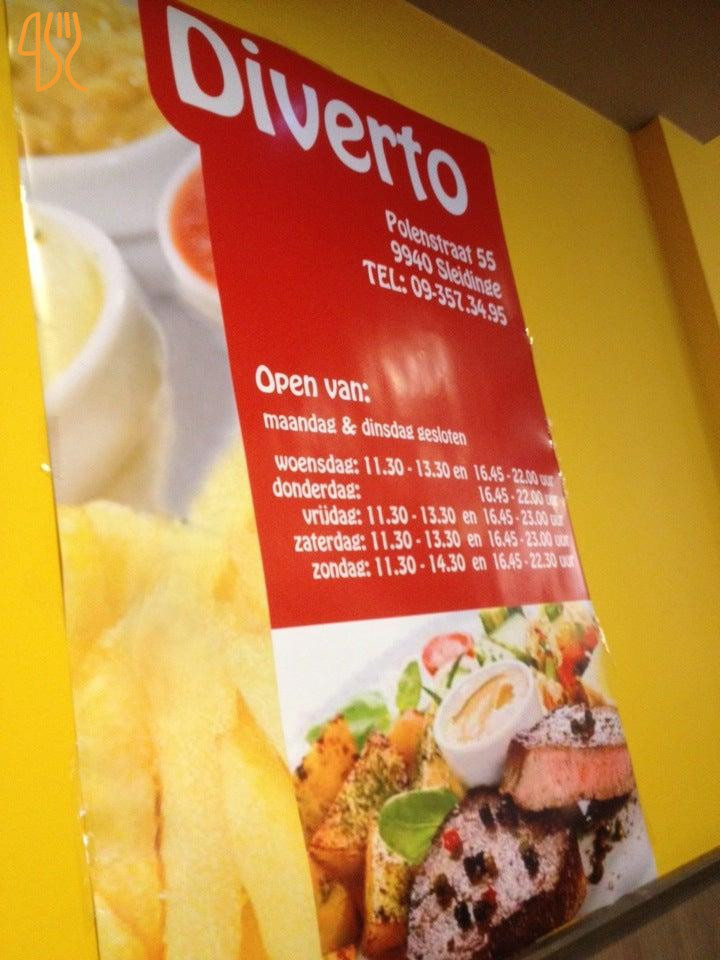 Diverto
Polenstraat 55
9940 Sleidinge
TEL: 09-357.34.95
Open van:
maandag & dinsdag gesloten
woensdag: 11.30 - 13.30 en 16.45 - 22.00 uur
donderdag: 16.45 - 22.00 uur
vrijdag: 11.30 - 13.30 en 16.45 - 23.00 uur
zaterdag: 11.30 - 13.30 en 16.45 - 23.00 uur
zondag: 11.30 - 14.30 en 16.45 - 22.30 uur